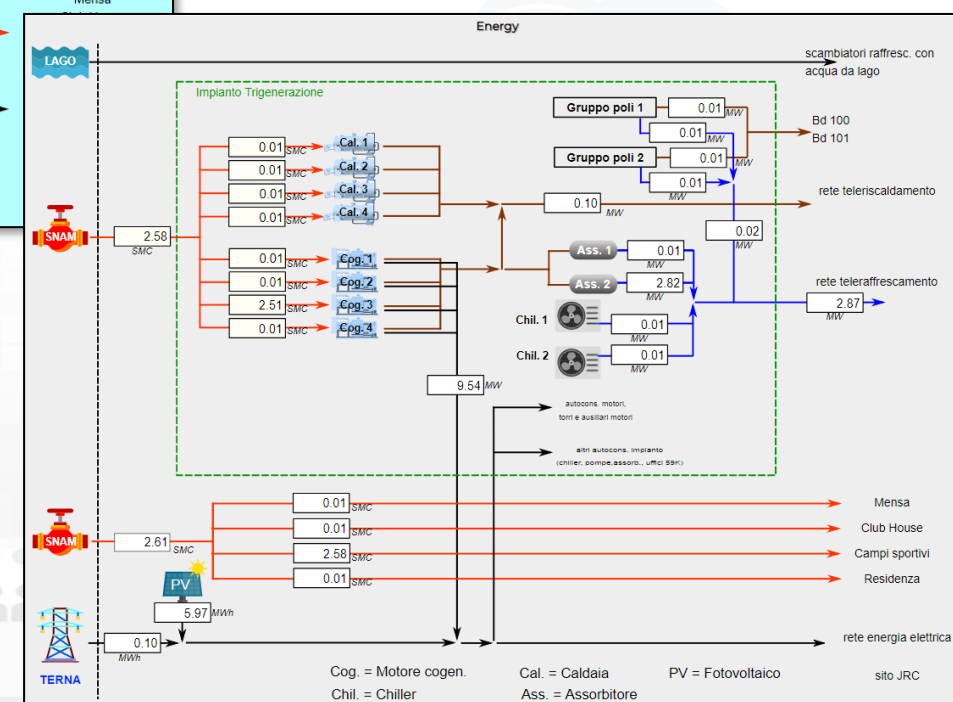 Mensa
Energy
LAGO
scambiatori raffresc. con
acqua da lago
Impianto Trigenerazione
Gruppo poli 1
0.01
MW
0.01
MW
Bd 100
Bd 101
Gruppo poli 2
0.01
MW
0.01
MW
0.01
SMC
Cal. 1
0.01
SMC
Cal. 2
0.01
SMC
Cal. 3
0.01
SMC
Cal. 4
0.10
MW
rete teleriscaldamento
SNAM
2.58
SMC
0.02
MW
0.01
SMC
Cog. 1
0.01
SMC
Cog. 2
2.51
SMC
Cog. 3
0.01
SMC
Cog. 4
Ass. 1
0.01
MW
Ass. 2
2.82
MW
rete teleraffrescamento
2.87
MW
Chil. 1
0.01
MW
Chil. 2
0.01
MW
9.54
MW
autocons. motori,
torri e ausiliari motori
altri autocons. impianto
(chiller, pompe,assorb., uffici 59K)
SNAM
2.61
SMC
0.01
SMC
Mensa
0.01
SMC
Club House
2.58
SMC
Campi sportivi
0.01
SMC
Residenza
PV
5.97
MWh
0.10
MWh
TERNA
rete energia elettrica
sito JRC
Cog. = Motore cogen.
Cal. = Caldaia
PV = Fotovoltaico
Chil. = Chiller
Ass. = Assorbitore